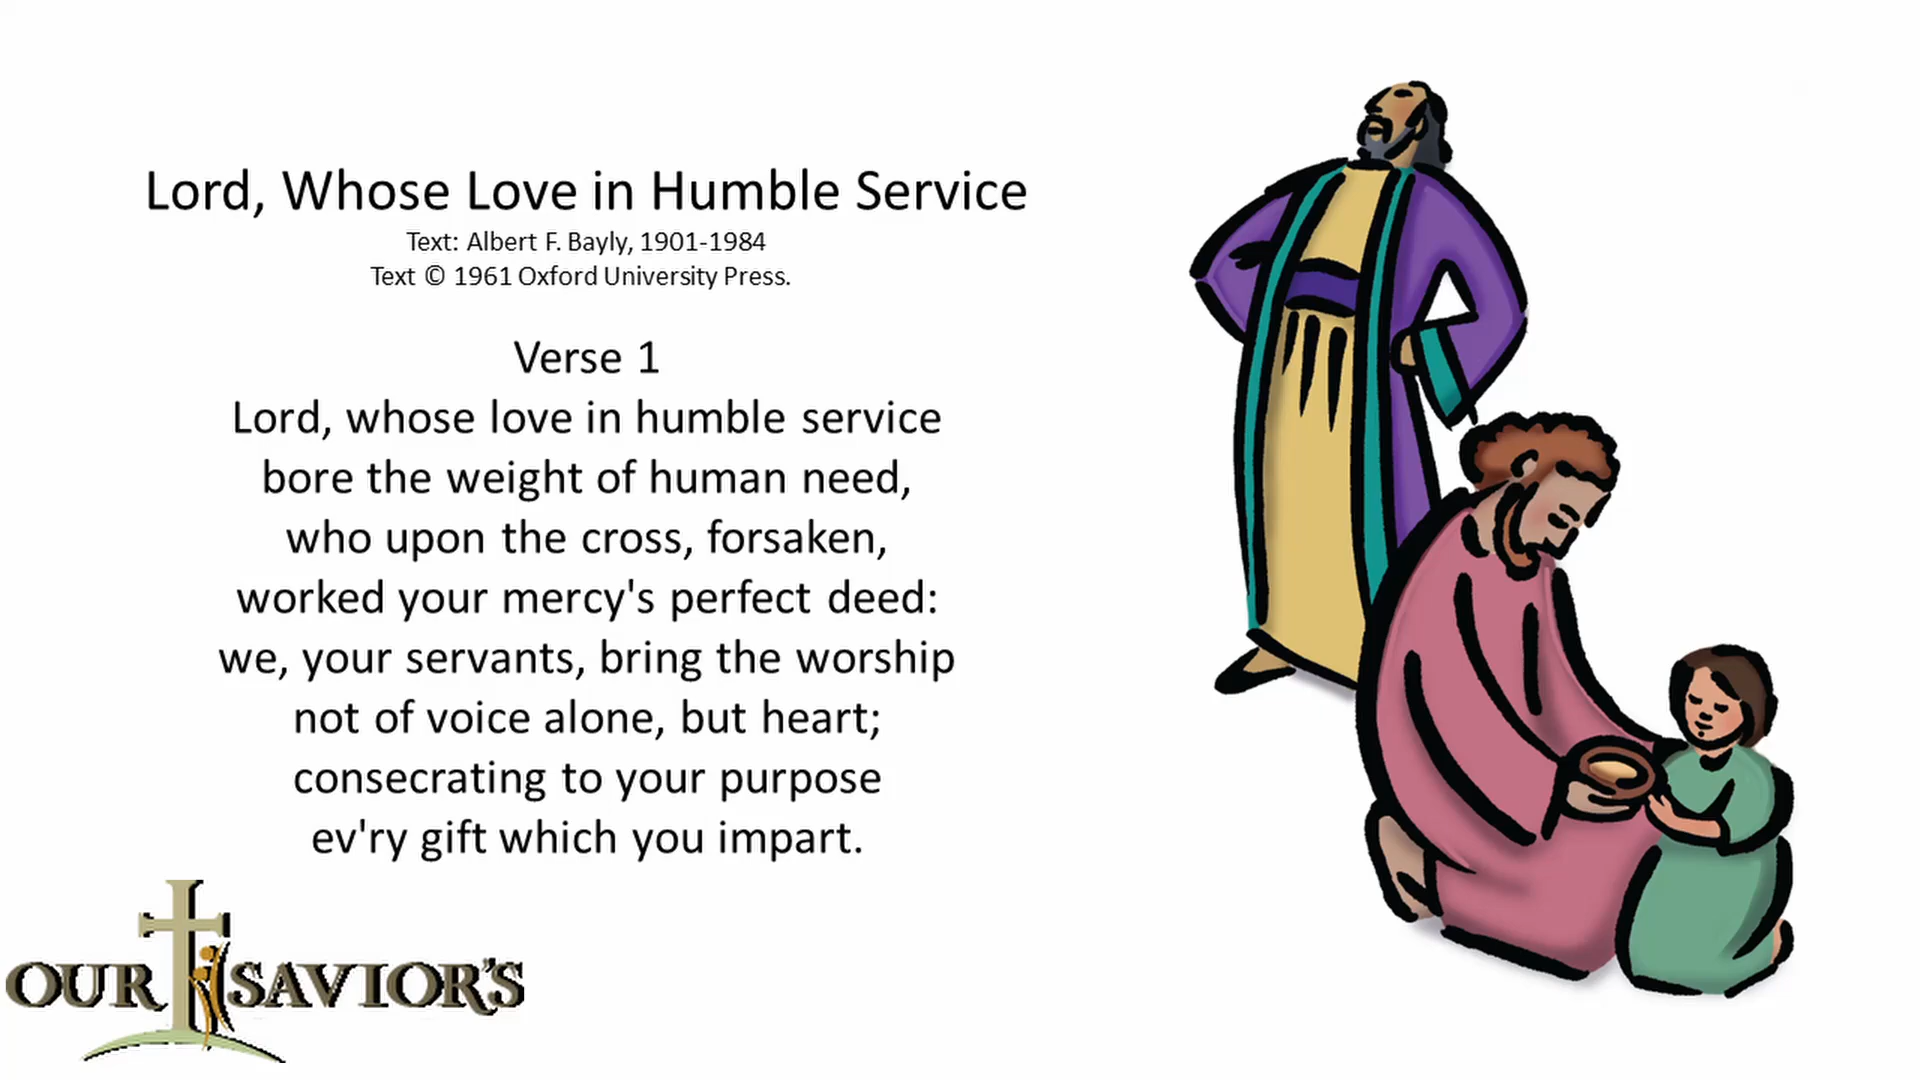 Lord, Whose Love in Humble Service
Text: Albert F. Bayly, 1901-1984
Text © 1961 Oxford University Press.
Verse 1
Lord, whose love in humble service
bore the weight of human need,
who upon the cross, forsaken,
worked your mercy's perfect deed:
we, your servants, bring the worship
not of voice alone, but heart;
consecrating to your purpose
ev'ry gift which you impart.
OUR SAVIOR'S